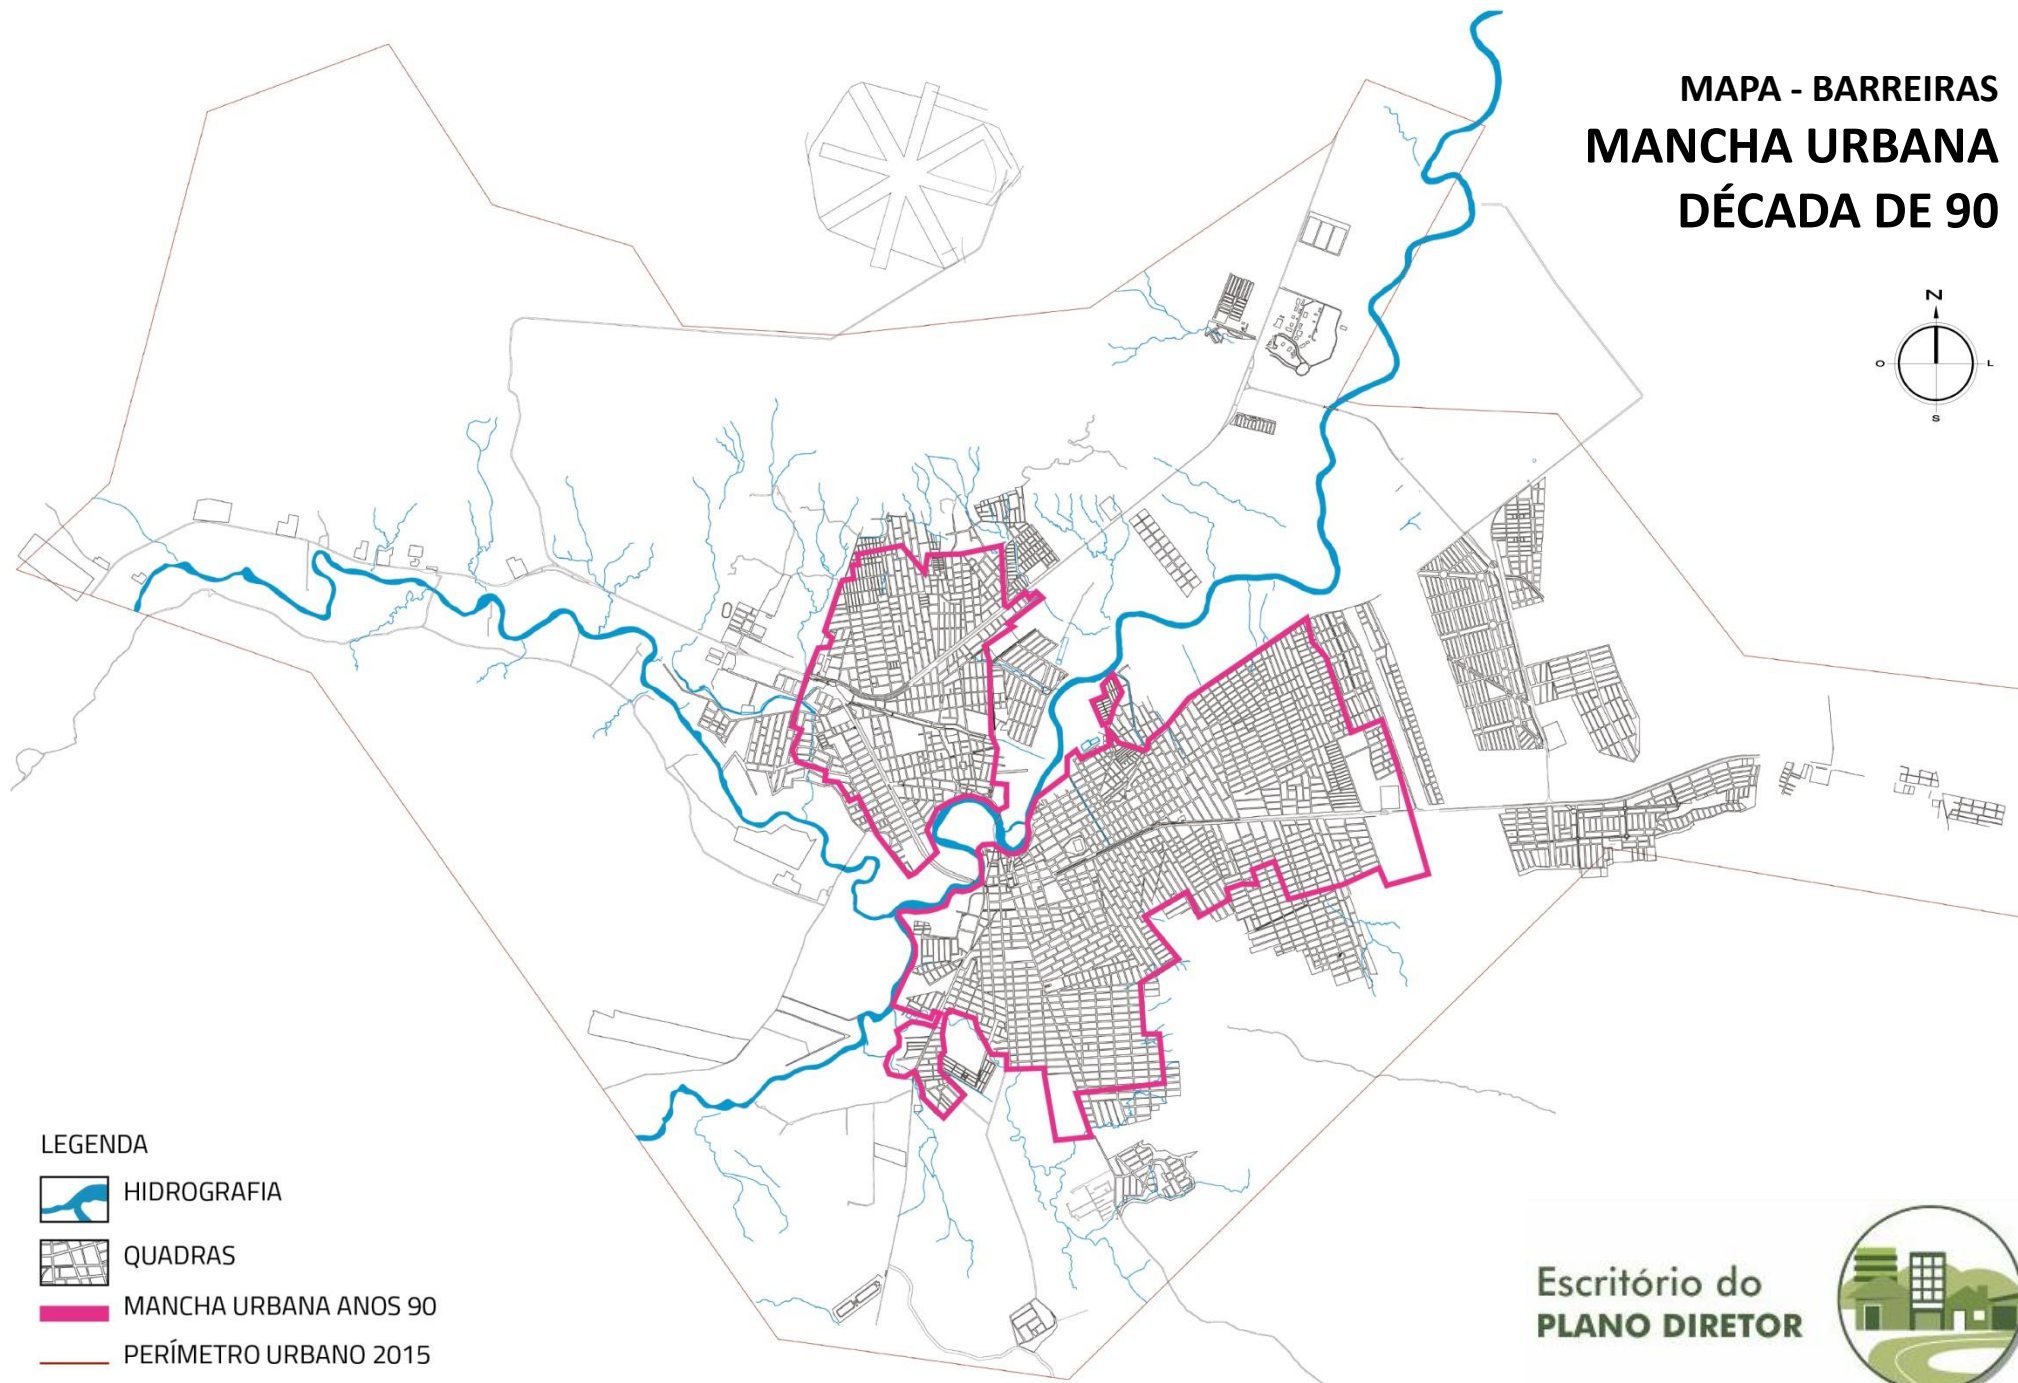 MAPA - BARREIRAS
MANCHA URBANA
DÉCADA DE 90
N
O
L
S
LEGENDA
HIDROGRAFIA
QUADRAS
MANCHA URBANA ANOS 90
PERÍMETRO URBANO 2015
Escritório do
PLANO DIRETOR